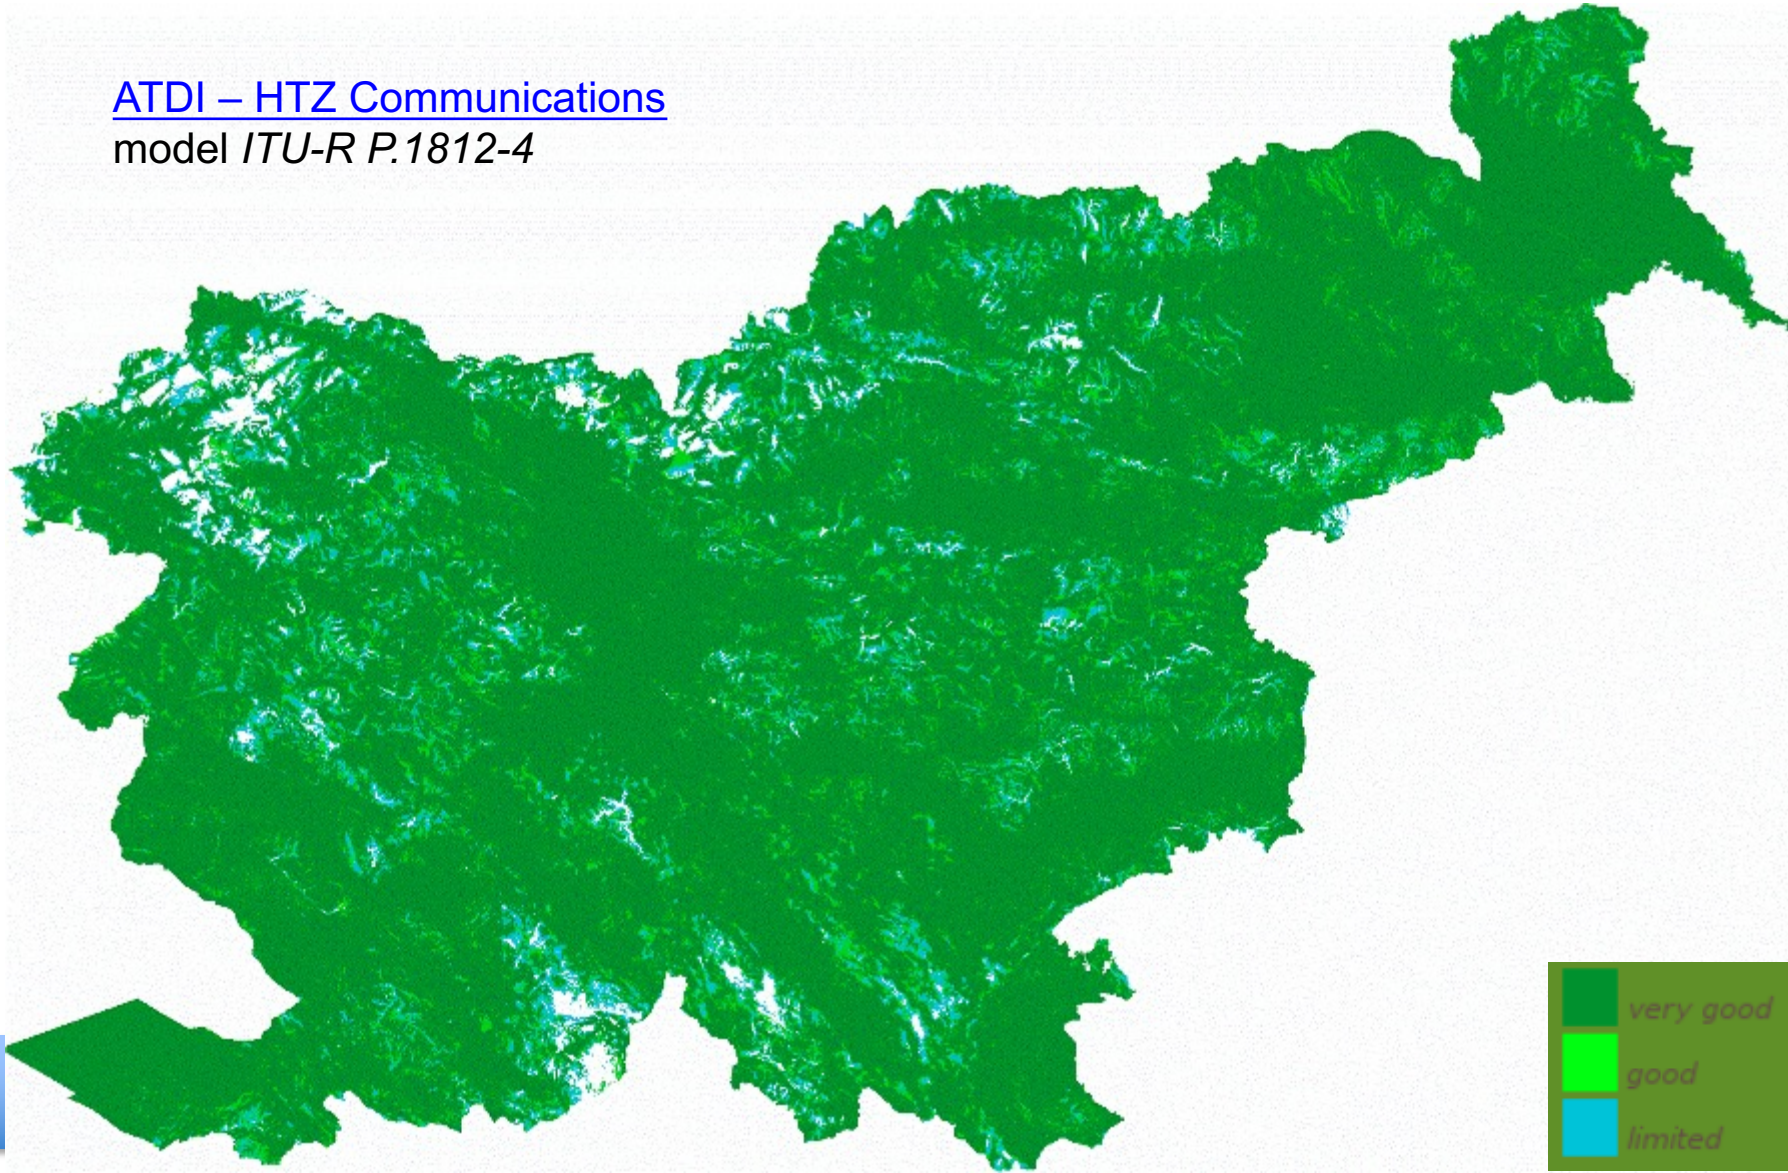 ATDI – HTZ Communications
model ITU-R P.1812-4
very good
good
limited